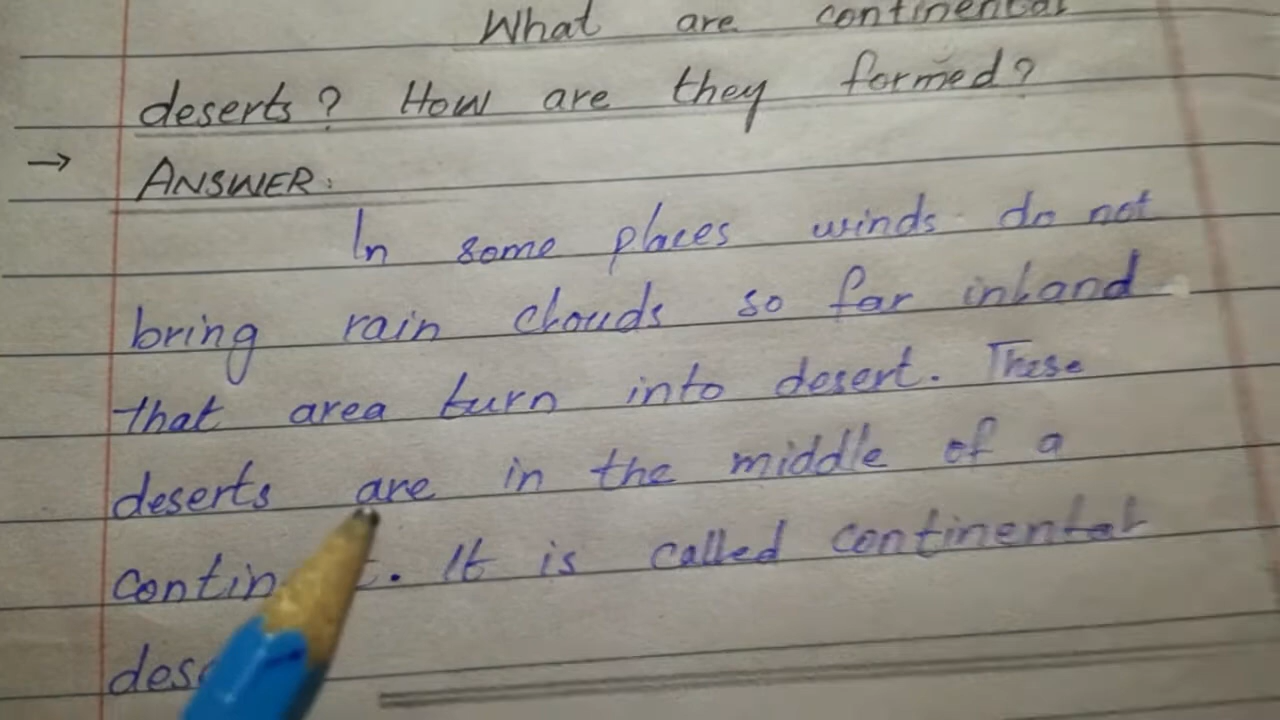 What are continental
deserts? How are they formed?
→ ANSWER:
In some places winds do not
bring rain clouds so far inland
that area turn into desert. These
deserts are in the middle of a
It is called continental